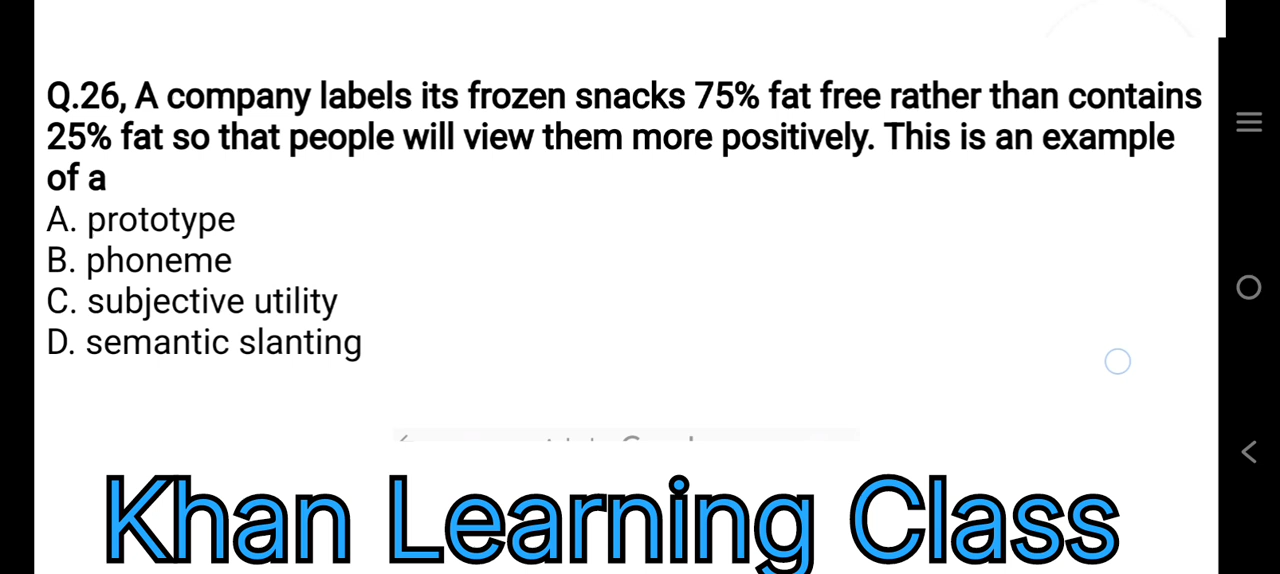 Q.26, A company labels its frozen snacks 75% fat free rather than contains
25% fat so that people will view them more positively. This is an example
of a
A. prototype
B. phoneme
C. subjective utility
D. semantic slanting
Khan Learning Class